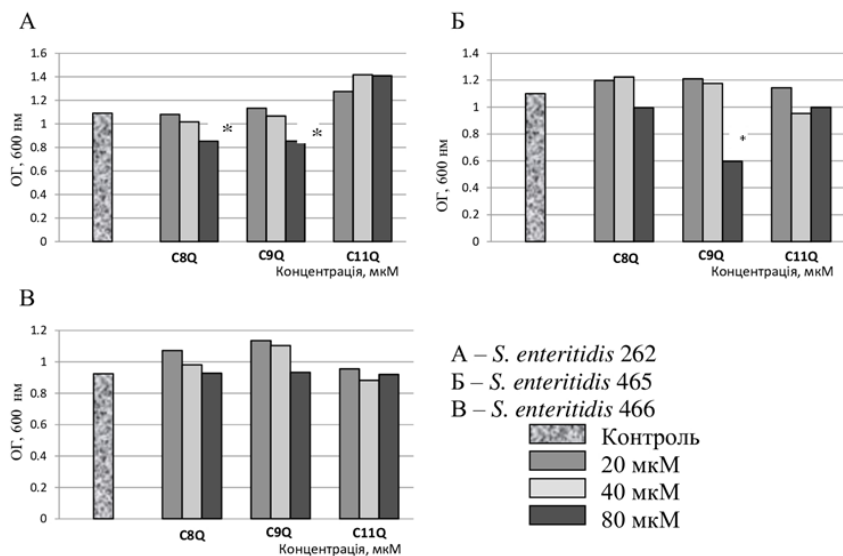 А
ОГ, 600 нм
1.6
1.4
1.2
1
0.8
0.6
0.4
0.2
0
*
*
C8Q
C9Q
C11Q
Концентрація, мкМ
Б
ОГ, 600 нм
1.4
1.2
1
0.8
0.6
0.4
0.2
0
*
C8Q
C9Q
C11Q
Концентрація, мкМ
В
ОГ, 600 нм
1.2
1
0.8
0.6
0.4
0.2
0
C8Q
C9Q
C11Q
Концентрація, мкМ
А – S. enteritidis 262
Б – S. enteritidis 465
В – S. enteritidis 466
Контроль
20 мкМ
40 мкМ
80 мкМ